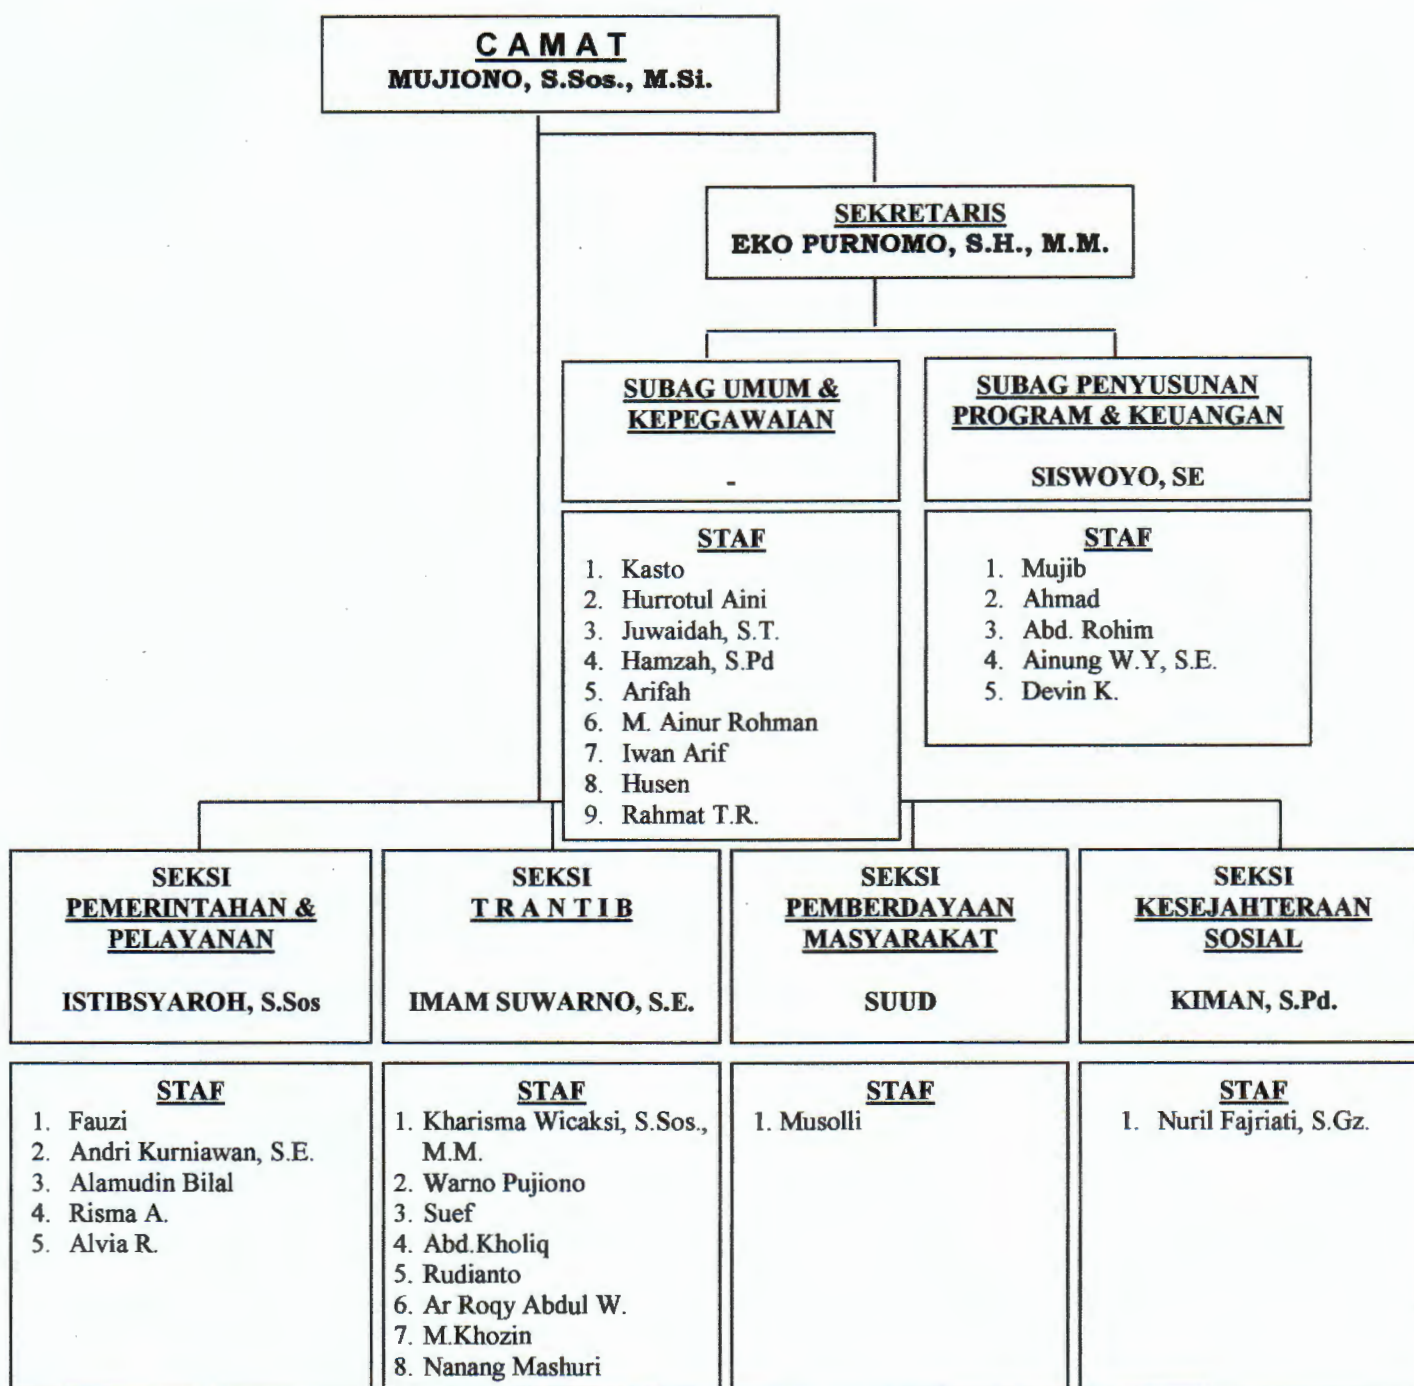 C A M A T
MUJIONO, S.Sos., M.Si.
SEKRETARIS
EKO PURNOMO, S.H., M.M.
SUBAG UMUM &
KEPEGAWAIAN
-
SUBAG PENYUSUNAN
PROGRAM & KEUANGAN
SISWOYO, SE
STAF
1. Kasto
2. Hurrotul Aini
3. Juwaidah, S.T.
4. Hamzah, S.Pd
5. Arifah
6. M. Ainur Rohman
7. Iwan Arif
8. Husen
9. Rahmat T.R.
STAF
1. Mujib
2. Ahmad
3. Abd. Rohim
4. Ainung W.Y, S.E.
5. Devin K.
SEKSI
PEMERINTAHAN &
PELAYANAN
ISTIBSYAROH, S.Sos
SEKSI
T R A N T I B
IMAM SUWARNO, S.E.
SEKSI
PEMBERDAYAAN
MASYARAKAT
SUUD
SEKSI
KESEJAHTERAAN
SOSIAL
KIMAN, S.Pd.
STAF
1. Fauzi
2. Andri Kurniawan, S.E.
3. Alamudin Bilal
4. Risma A.
5. Alvia R.
STAF
1. Kharisma Wicaksi, S.Sos.,
M.M.
2. Warno Pujiono
3. Suef
4. Abd.Kholiq
5. Rudianto
6. Ar Roqy Abdul W.
7. M.Khozin
8. Nanang Mashuri
STAF
1. Musolli
STAF
1. Nuril Fajriati, S.Gz.